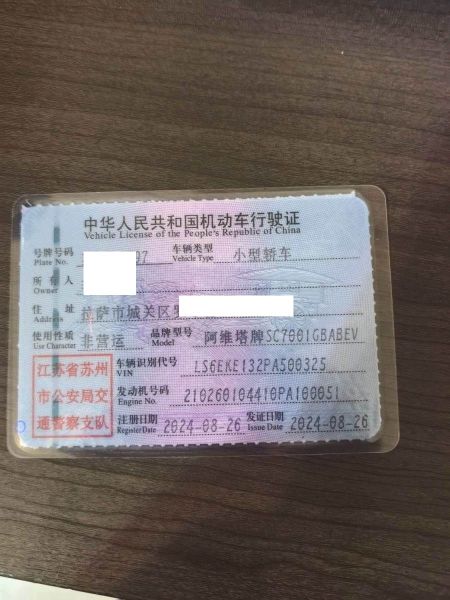 中华人民共和国机动车行驶证
Vehicle License of the People's Republic of China
号牌号码 07 车辆类型 小型轿车
Plate No. Vehicle Type
所有人
Owner
住址 拉萨市城关区
Address
使用性质 非营运 品牌型号 阿维塔牌SC7001GBABEV
Use Character Model
江苏省苏州市公安局交通警察支队
车辆识别代号 LS6EKE132PA500325
VIN
发动机号码 210260104410PA100051
Engine No.
注册日期 2024-08-26 发证日期 2024-08-26
Register Date Issue Date